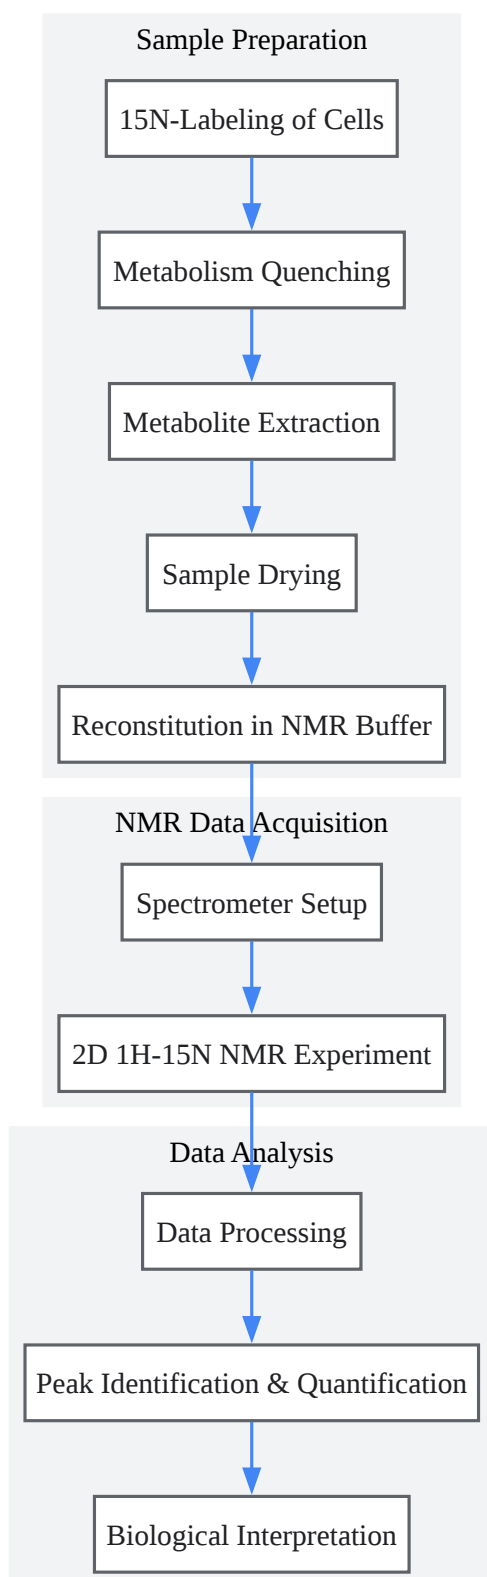 Sample Preparation
15N-Labeling of Cells
Metabolism Quenching
Metabolite Extraction
Sample Drying
Reconstitution in NMR Buffer
NMR Data Acquisition
Spectrometer Setup
2D 1H-15N NMR Experiment
Data Analysis
Data Processing
Peak Identification & Quantification
Biological Interpretation